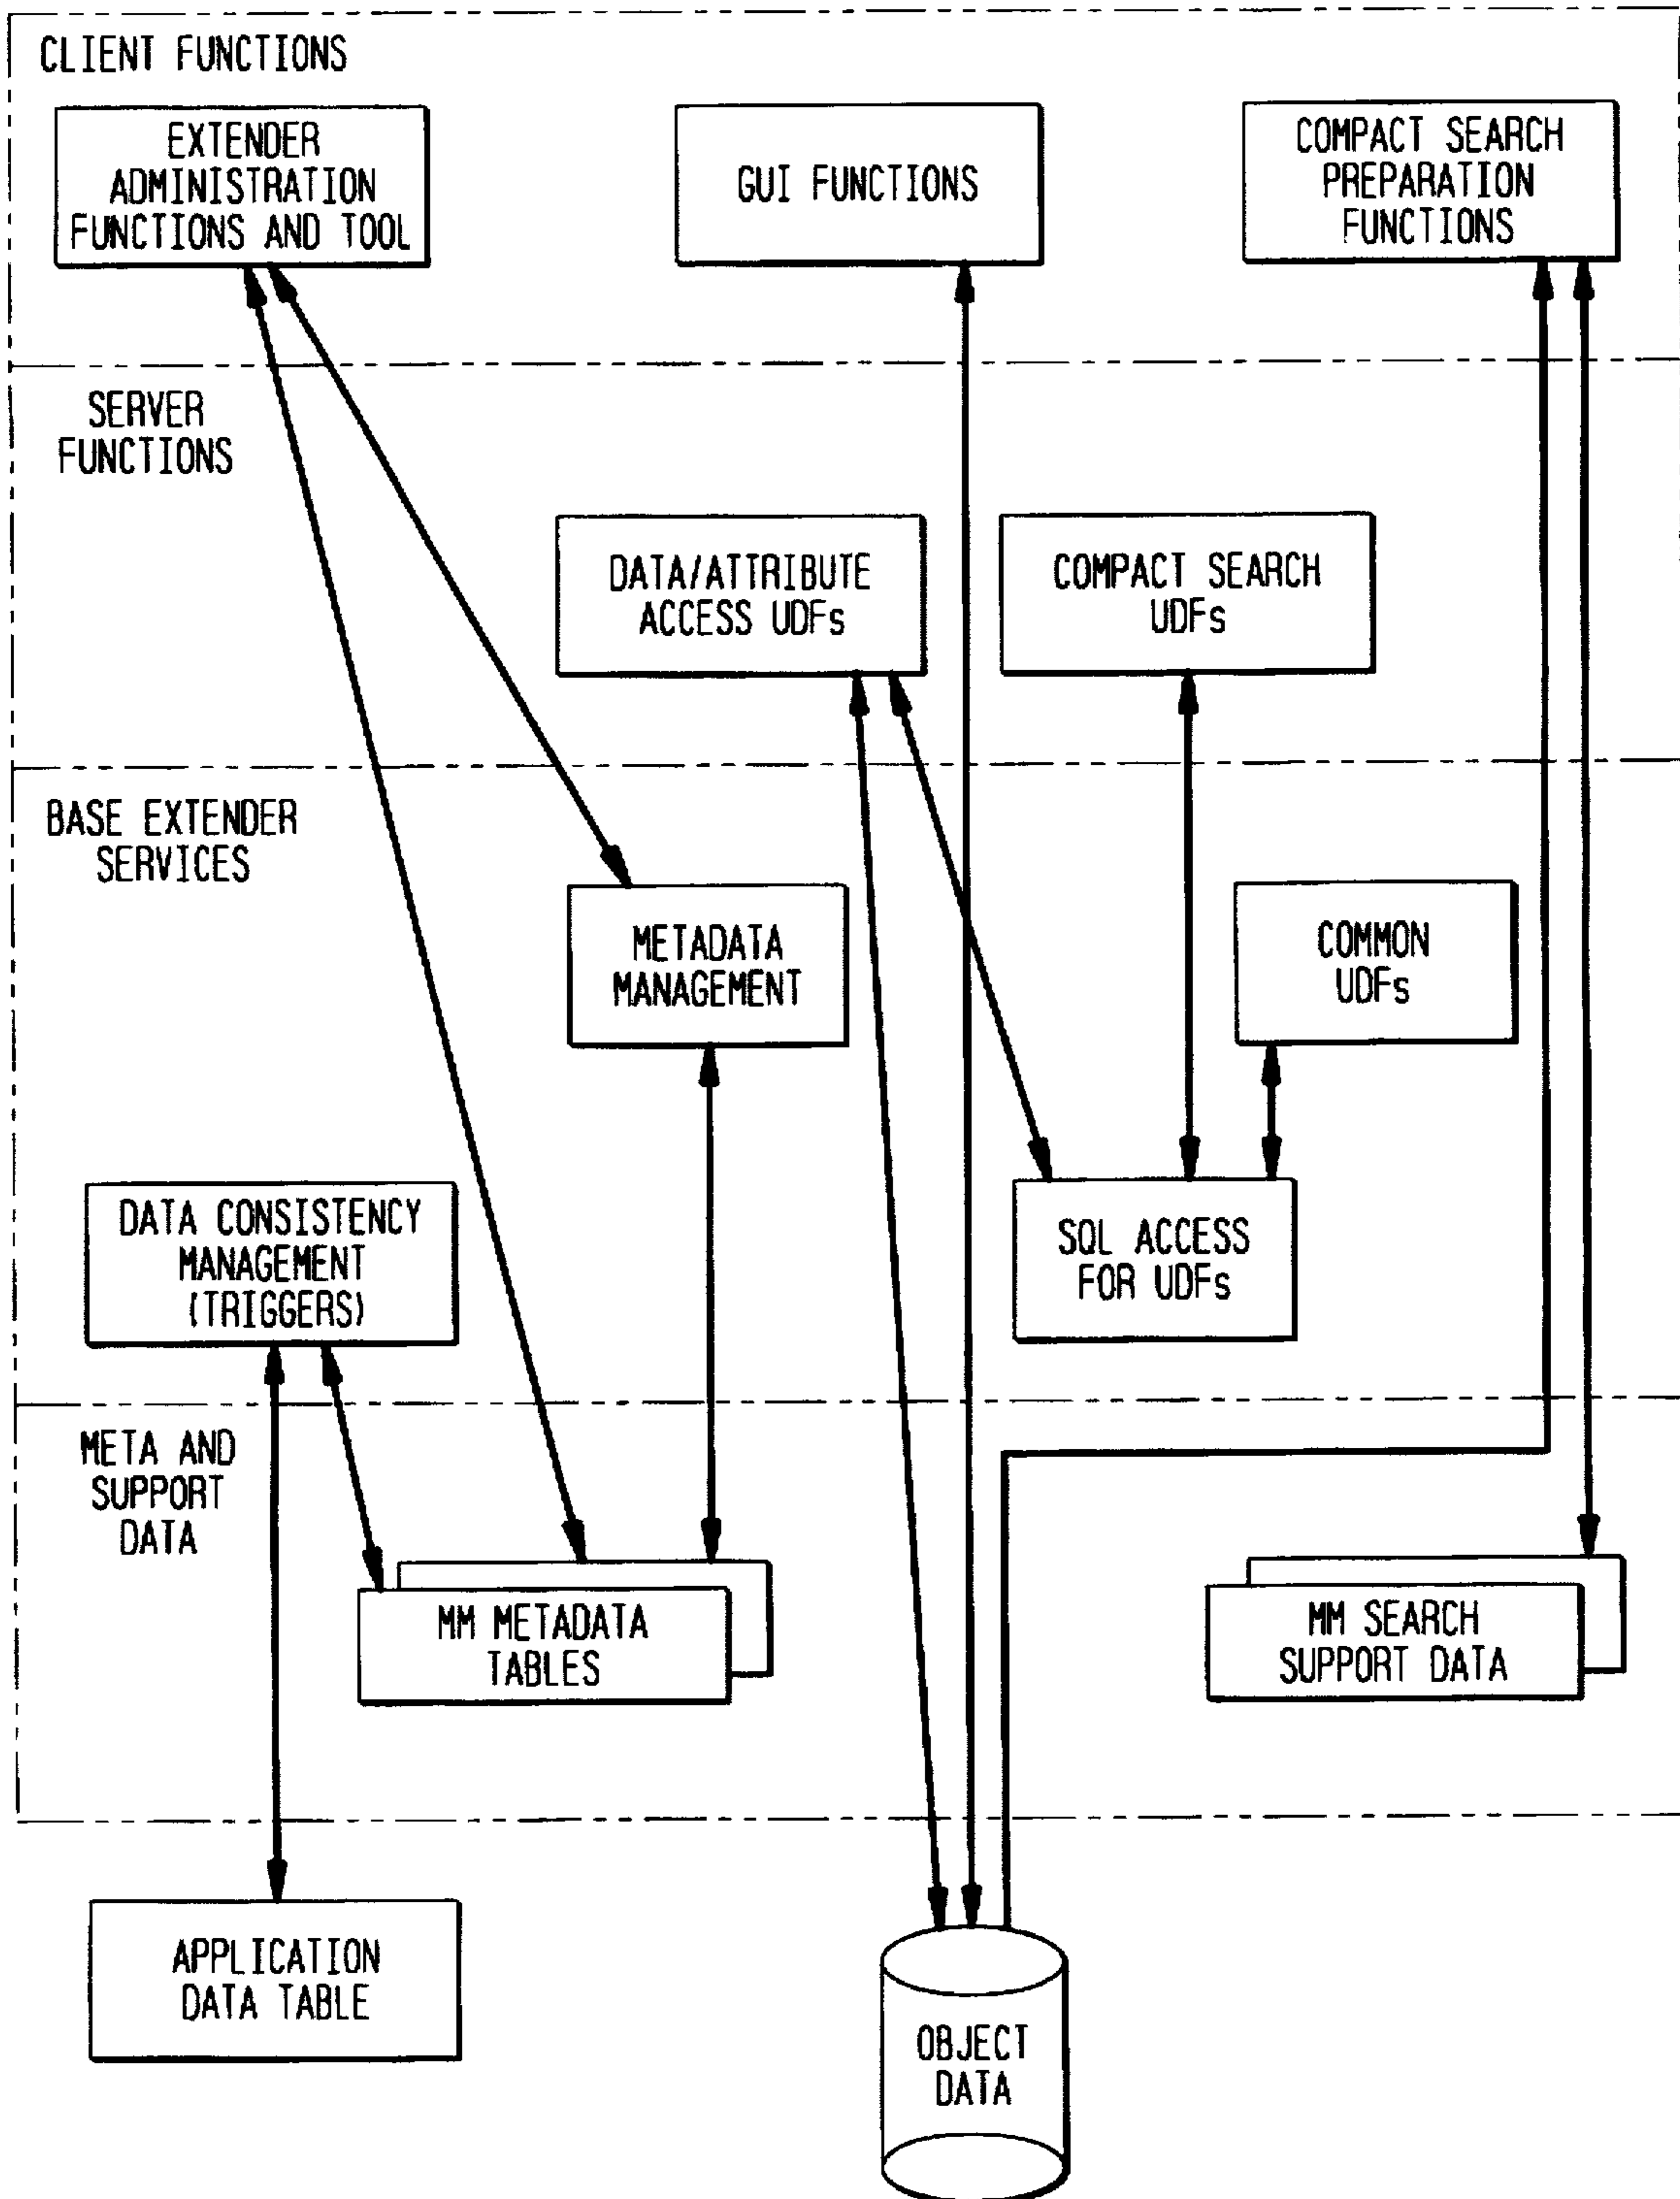 CLIENT FUNCTIONS
EXTENDER
ADMINISTRATION
FUNCTIONS AND TOOL
GUI FUNCTIONS
COMPACT SEARCH
PREPARATION
FUNCTIONS
SERVER
FUNCTIONS
DATA/ATTRIBUTE
ACCESS UDFs
COMPACT SEARCH
UDFs
BASE EXTENDER
SERVICES
METADATA
MANAGEMENT
COMMON
UDFs
DATA CONSISTENCY
MANAGEMENT
(TRIGGERS)
SQL ACCESS
FOR UDFs
META AND
SUPPORT
DATA
MM METADATA
TABLES
MM SEARCH
SUPPORT DATA
APPLICATION
DATA TABLE
OBJECT
DATA